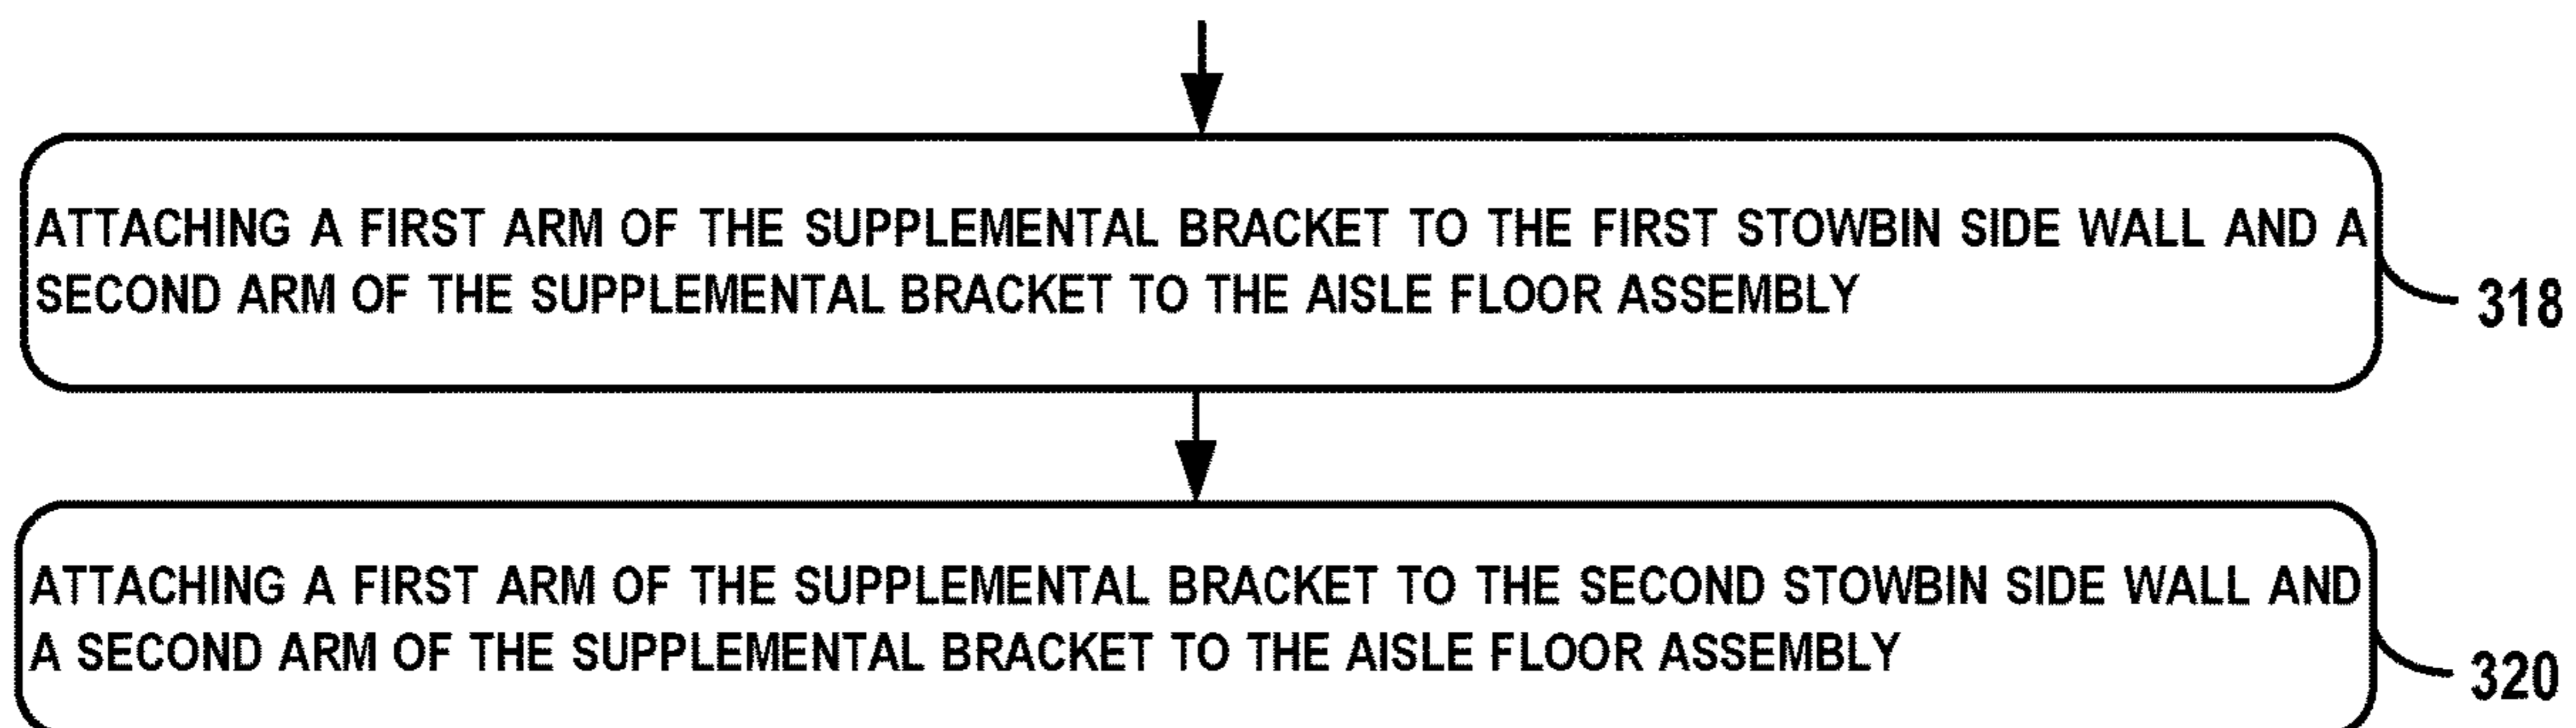 ATTACHING A FIRST ARM OF THE SUPPLEMENTAL BRACKET TO THE FIRST STOWBIN SIDE WALL AND A
SECOND ARM OF THE SUPPLEMENTAL BRACKET TO THE AISLE FLOOR ASSEMBLY
318
ATTACHING A FIRST ARM OF THE SUPPLEMENTAL BRACKET TO THE SECOND STOWBIN SIDE WALL AND
A SECOND ARM OF THE SUPPLEMENTAL BRACKET TO THE AISLE FLOOR ASSEMBLY
320